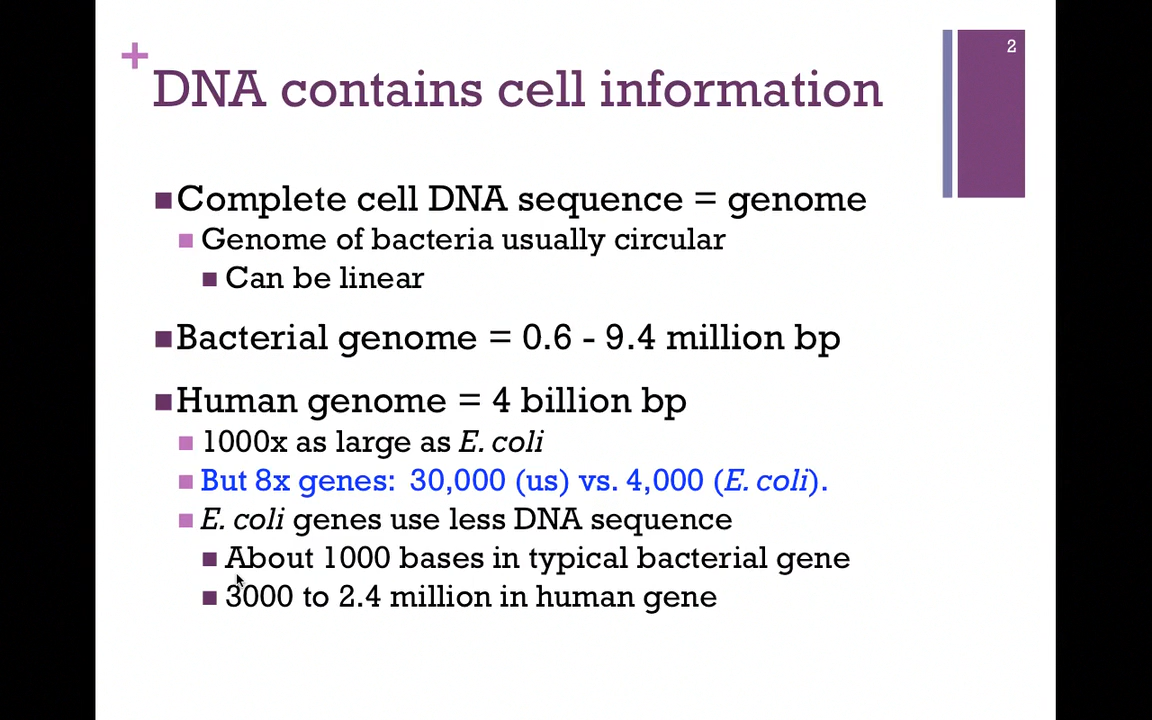 2
+
DNA contains cell information
Complete cell DNA sequence = genome
Genome of bacteria usually circular
Can be linear
Bacterial genome = 0.6 - 9.4 million bp
Human genome = 4 billion bp
1000x as large as E. coli
But 8x genes: 30,000 (us) vs. 4,000 (E. coli).
E. coli genes use less DNA sequence
About 1000 bases in typical bacterial gene
3000 to 2.4 million in human gene